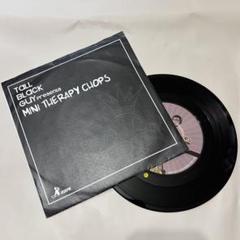 TALL
BLACK
GUY presents
MINI THERAPY CHOPS